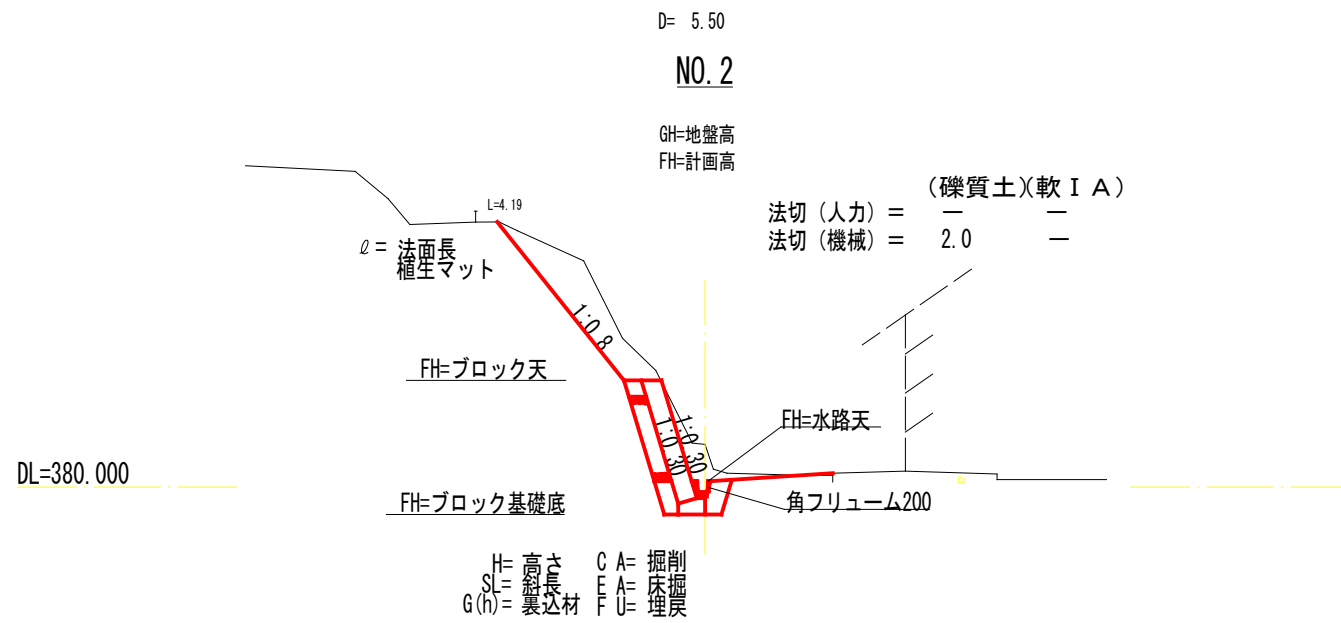 D= 5.50
NO.2
GH=地盤高
FH=計画高
(礫質土)(軟ⅠA)
法切(人力)= — —
法切(機械)= 2.0 —
L=4.19
ℓ= 法面長
植生マット
1:0.8
FH=ブロック天
1:0.30
1:0.30
FH=水路天
DL=380.000
FH=ブロック基礎底
角フリューム200
H= 高さ C A= 掘削
SL= 斜長 E A= 床掘
G(h)= 裏込材 F U= 埋戻